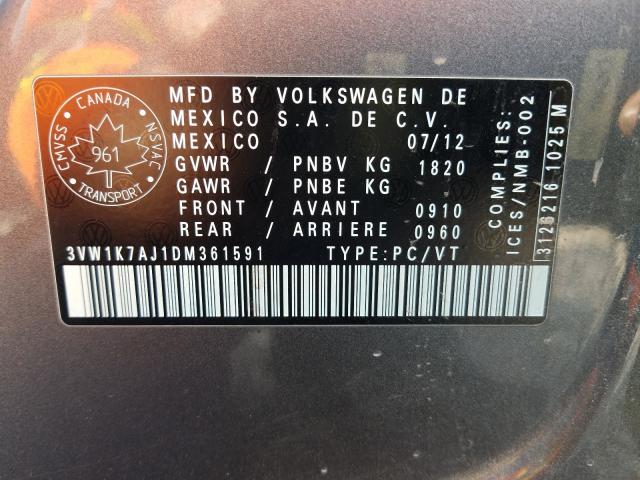 CANADA
CMVSS
NSVAC
961
TRANSPORT
MFD BY VOLKSWAGEN DE
MEXICO S.A. DE C.V.
MEXICO 07/12
GVWR / PNBV KG 1820
GAWR / PNBE KG
FRONT / AVANT 0910
REAR / ARRIERE 0960
3VW1K7AJ1DM361591 TYPE:PC/VT
COMPLIES:
ICES/NMB-002
3126216 1025 M